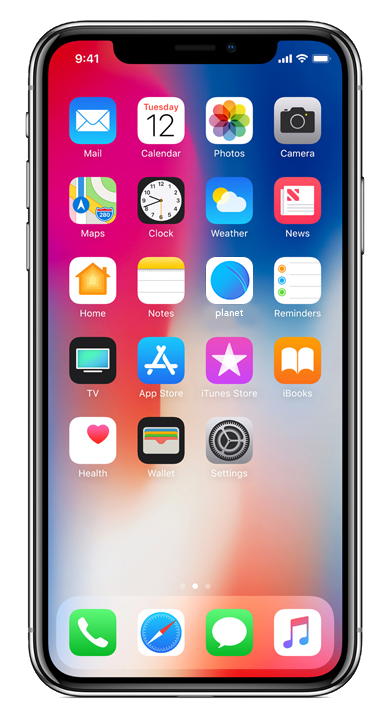 9:41
Tuesday
12
Mail
Calendar
Photos
Camera
280
Maps
Clock
Weather
News
Home
Notes
planet
Reminders
TV
App Store
iTunes Store
iBooks
Health
Wallet
Settings